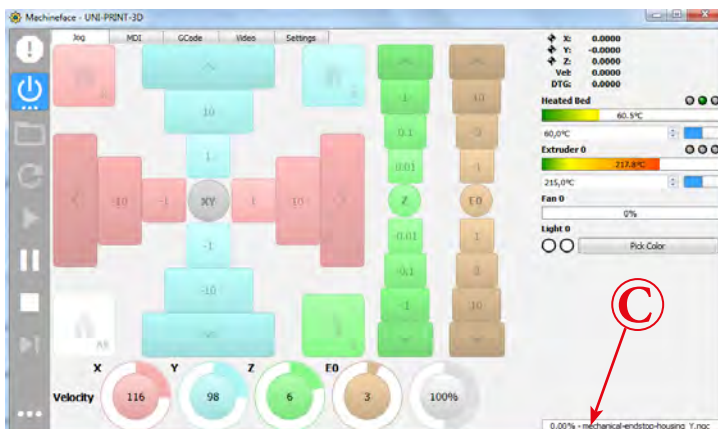 Machineface - UNI-PRINT-3D
Jog MDI GCode Video Settings
X: 0.0000
Y: -0.0000
Z: 0.0000
Vel: 0.0000
DTG: 0.0000
Heated Bed
60.5°C
60,0°C
Extruder 0
217.8°C
215,0°C
Fan 0
0%
Light 0
Pick Color
10
1
-10 -1 XY 1 10
-1
-10
1
0.1
0.01
Z
-0.01
-0.1
-1
10
-1
E0
1
10
All
C
X Y Z E0
Velocity 116 98 6 3 100%
0.00% - mechanical-endstop-housing_Y.ngc